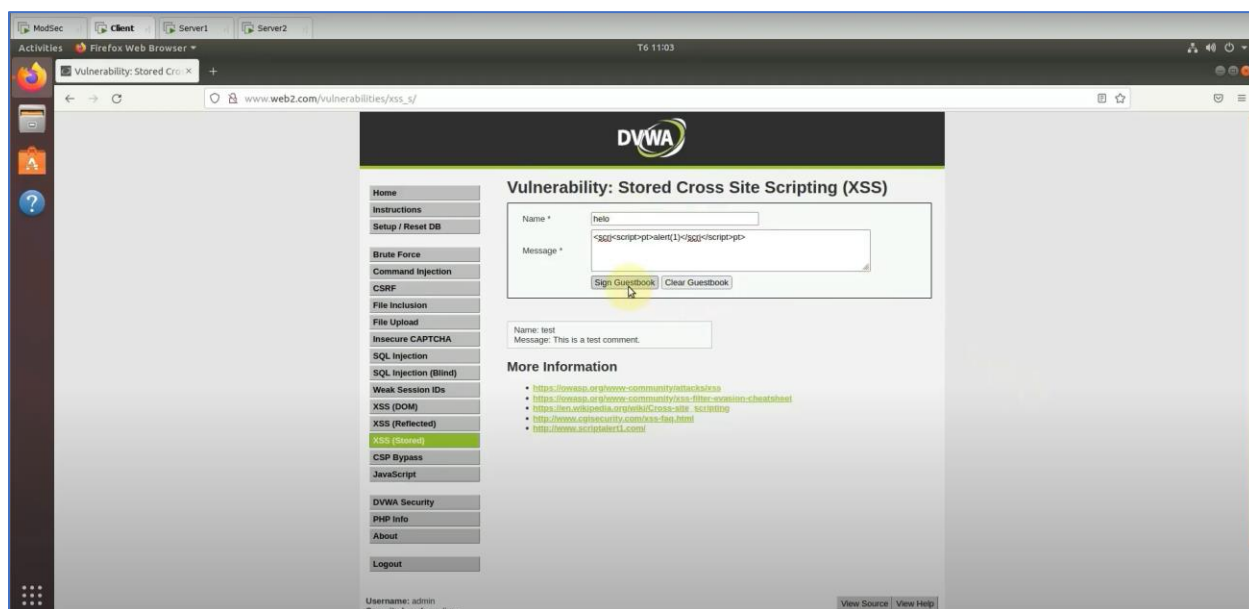 ModSec Client Server1 Server2
Activities Firefox Web Browser T6 11:03
Vulnerability: Stored Cro
www.web2.com/vulnerabilities/xss_s/
DVWA
Home
Instructions
Setup / Reset DB
Brute Force
Command Injection
CSRF
File Inclusion
File Upload
Insecure CAPTCHA
SQL Injection
SQL Injection (Blind)
Weak Session IDs
XSS (DOM)
XSS (Reflected)
XSS (Stored)
CSP Bypass
JavaScript
DVWA Security
PHP Info
About
Logout
Username: admin
Vulnerability: Stored Cross Site Scripting (XSS)
Name * helo
Message * <scri<script>pt>alert(1)</scri</script>pt>
Sign Guestbook Clear Guestbook
Name: test
Message: This is a test comment.
More Information
https://owasp.org/www-community/attacks/xss
https://owasp.org/www-community/xss-filter-evasion-cheatsheet
https://en.wikipedia.org/wiki/Cross-site_scripting
http://www.cgisecurity.com/xss-faq.html
http://www.scriptalert1.com/
View Source View Help